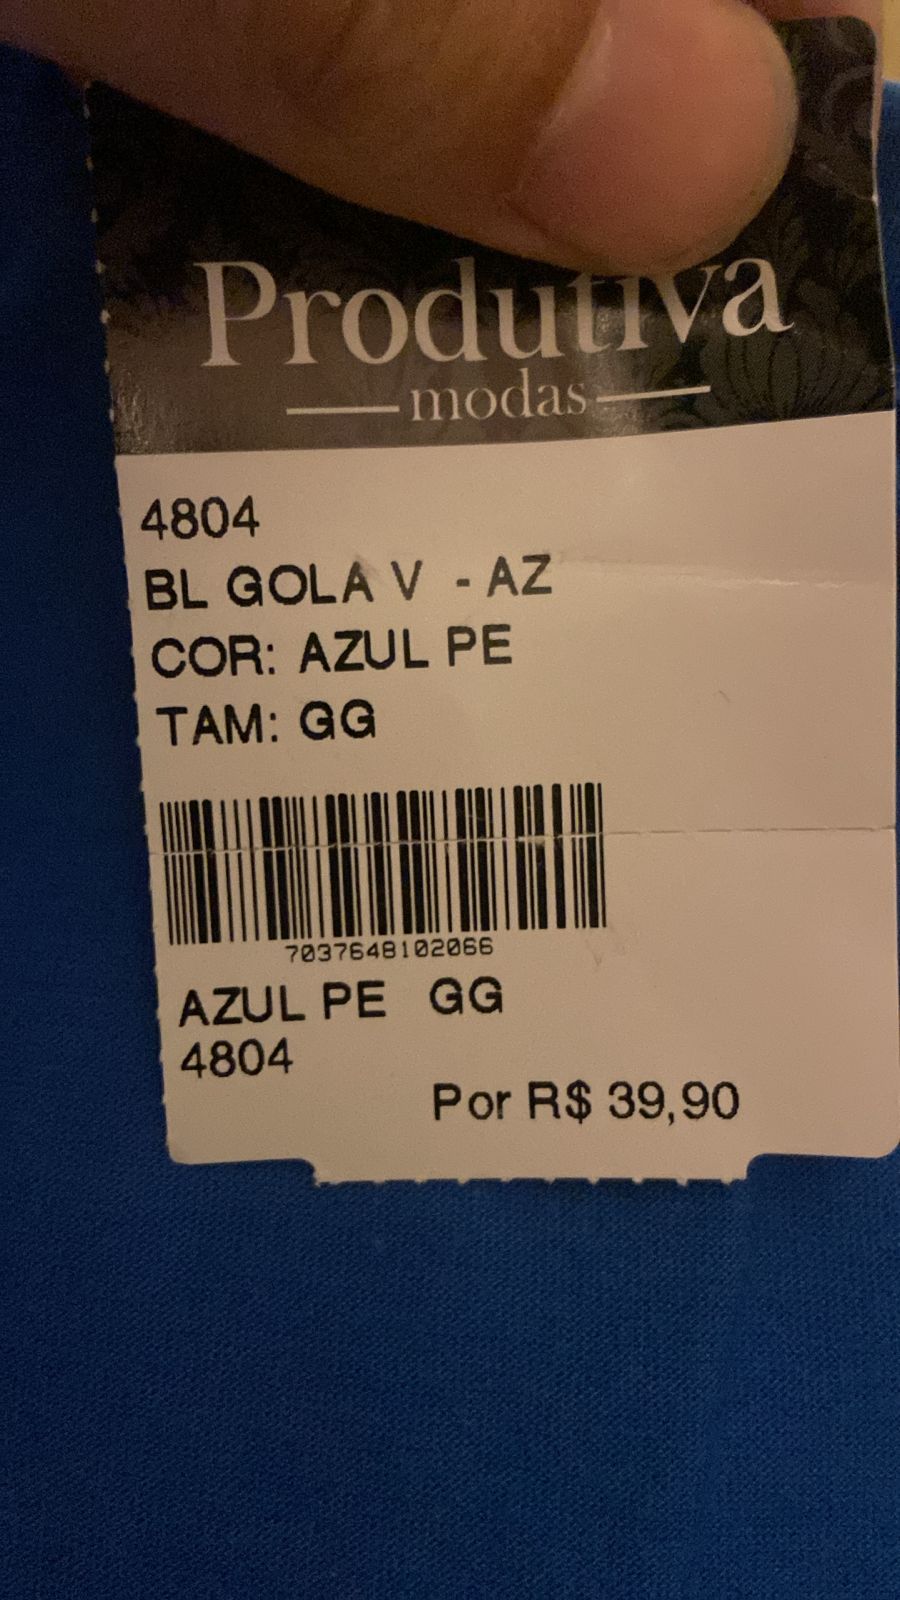 Produtiva
modas
4804
BL GOLA V - AZ
COR: AZUL PE
TAM: GG
7037648102066
AZUL PE GG
4804
Por R$ 39,90